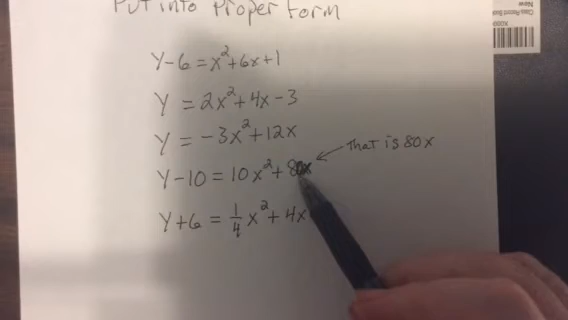 Put into Proper Form
Y-6=x²+6x+1
Y=2x²+4x-3
Y=-3x²+12x
That is 80x
Y-10=10x²+80x
Y+6=¼x²+4x